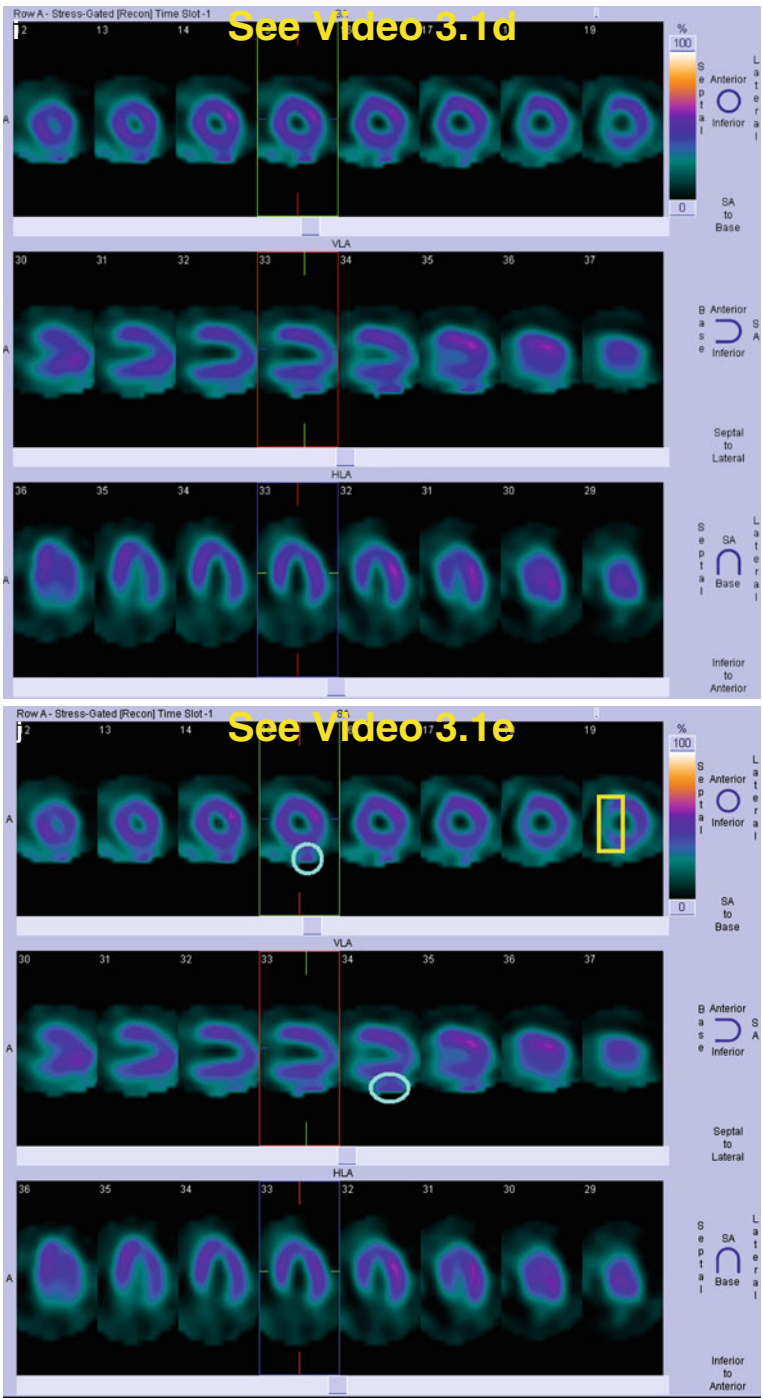 Row A - Stress-Gated [Recon] Time Slot -1
i
See Video 3.1d
12 13 14 16 17 19
A
%
100
0
Septal
Anterior
Inferior
Lateral
SA
to
Base
VLA
30 31 32 33 34 35 36 37
A
Base
Anterior
Inferior
SA
Septal
to
Lateral
HLA
36 35 34 33 32 31 30 29
A
Septal
SA
Base
Lateral
Inferior
to
Anterior
Row A - Stress-Gated [Recon] Time Slot -1
j
See Video 3.1e
12 13 14 17 19
A
%
100
0
Septal
Anterior
Inferior
Lateral
SA
to
Base
VLA
30 31 32 33 34 35 36 37
A
Base
Anterior
Inferior
SA
Septal
to
Lateral
HLA
36 35 34 33 32 31 30 29
A
Septal
SA
Base
Lateral
Inferior
to
Anterior